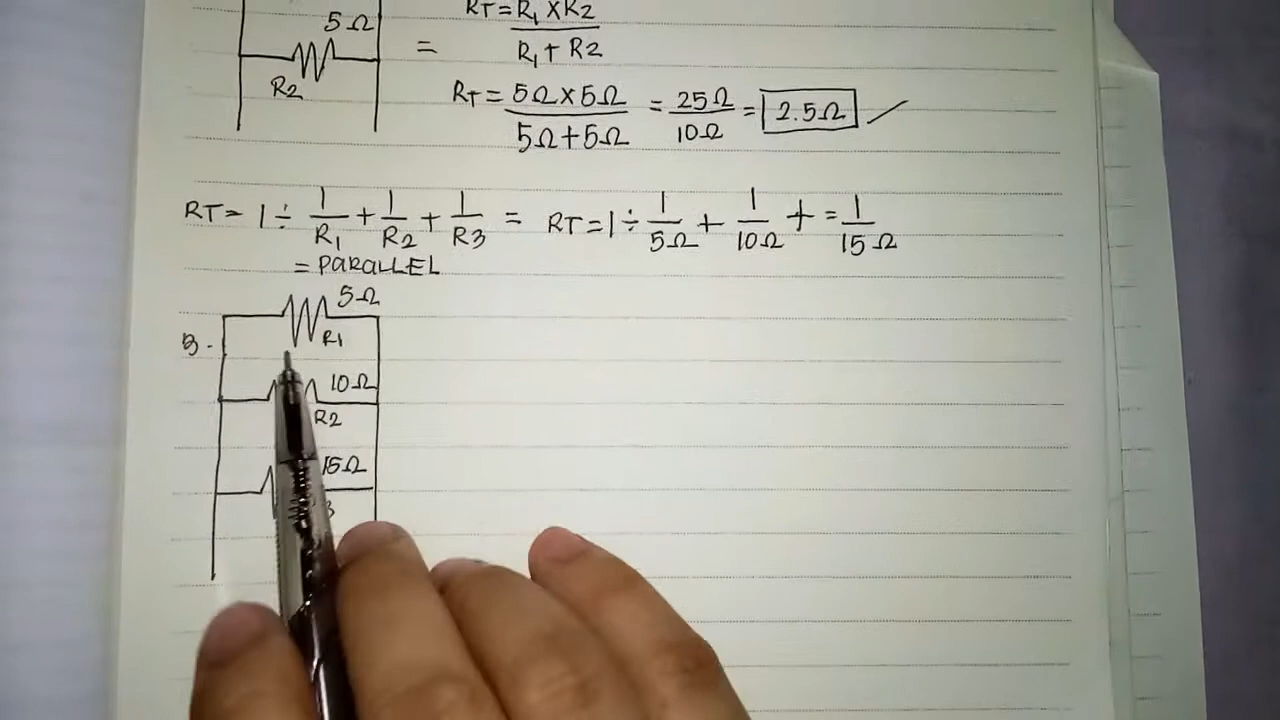 5Ω
R2
=
RT = R1 X R2
R1 + R2
RT = 5Ω X 5Ω = 25Ω = 2.5Ω
5Ω + 5Ω 10Ω
RT = 1 ÷ 1/R1 + 1/R2 + 1/R3 = RT = 1 ÷ 1/5Ω + 1/10Ω + = 1/15Ω
= PARALLEL
5Ω
3. R1
10Ω
R2
15Ω
3